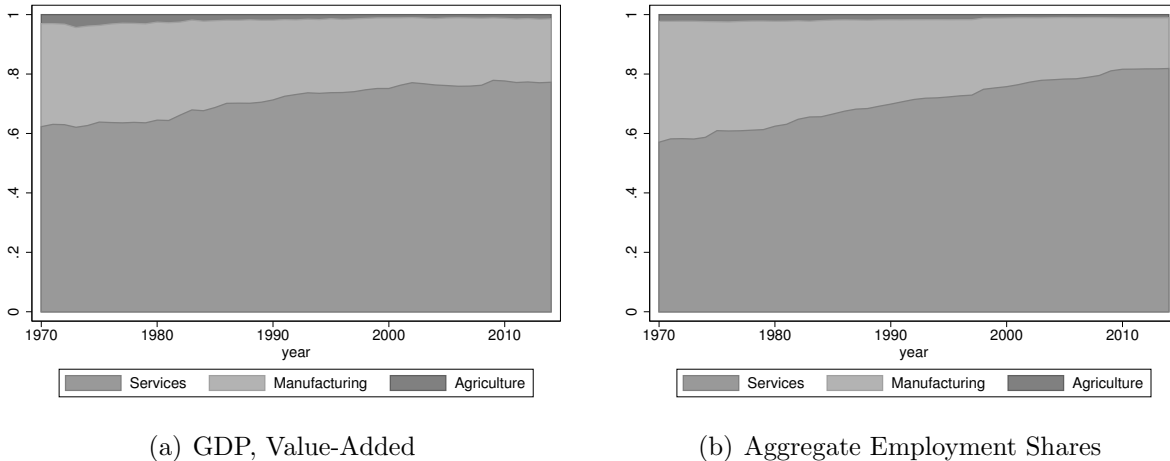 1
.8
.6
.4
.2
0
1970 1980 1990 2000 2010
year
Services Manufacturing Agriculture
(a) GDP, Value-Added
1
.8
.6
.4
.2
0
1970 1980 1990 2000 2010
year
Services Manufacturing Agriculture
(b) Aggregate Employment Shares